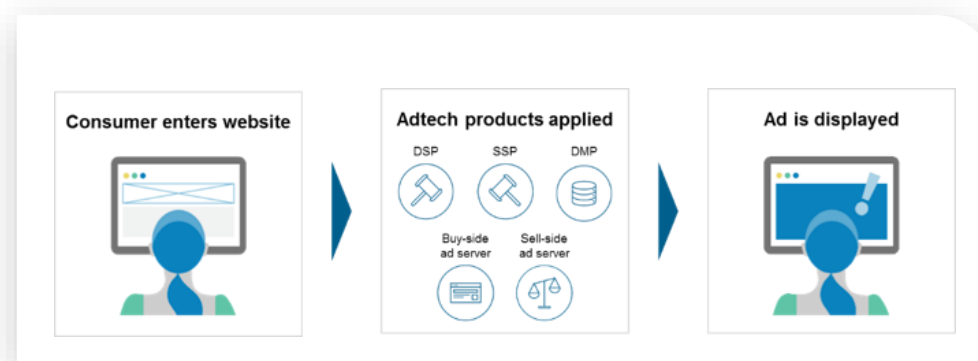 Consumer enters website
Adtech products applied
DSP
SSP
DMP
Buy-side
ad server
Sell-side
ad server
Ad is displayed
!